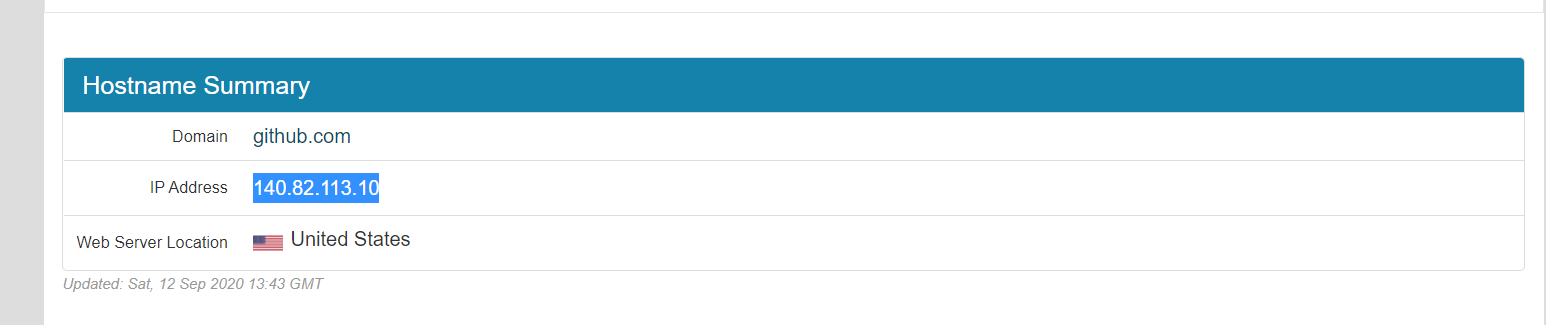 Hostname Summary
Domain github.com
IP Address 140.82.113.10
Web Server Location United States
Updated: Sat, 12 Sep 2020 13:43 GMT